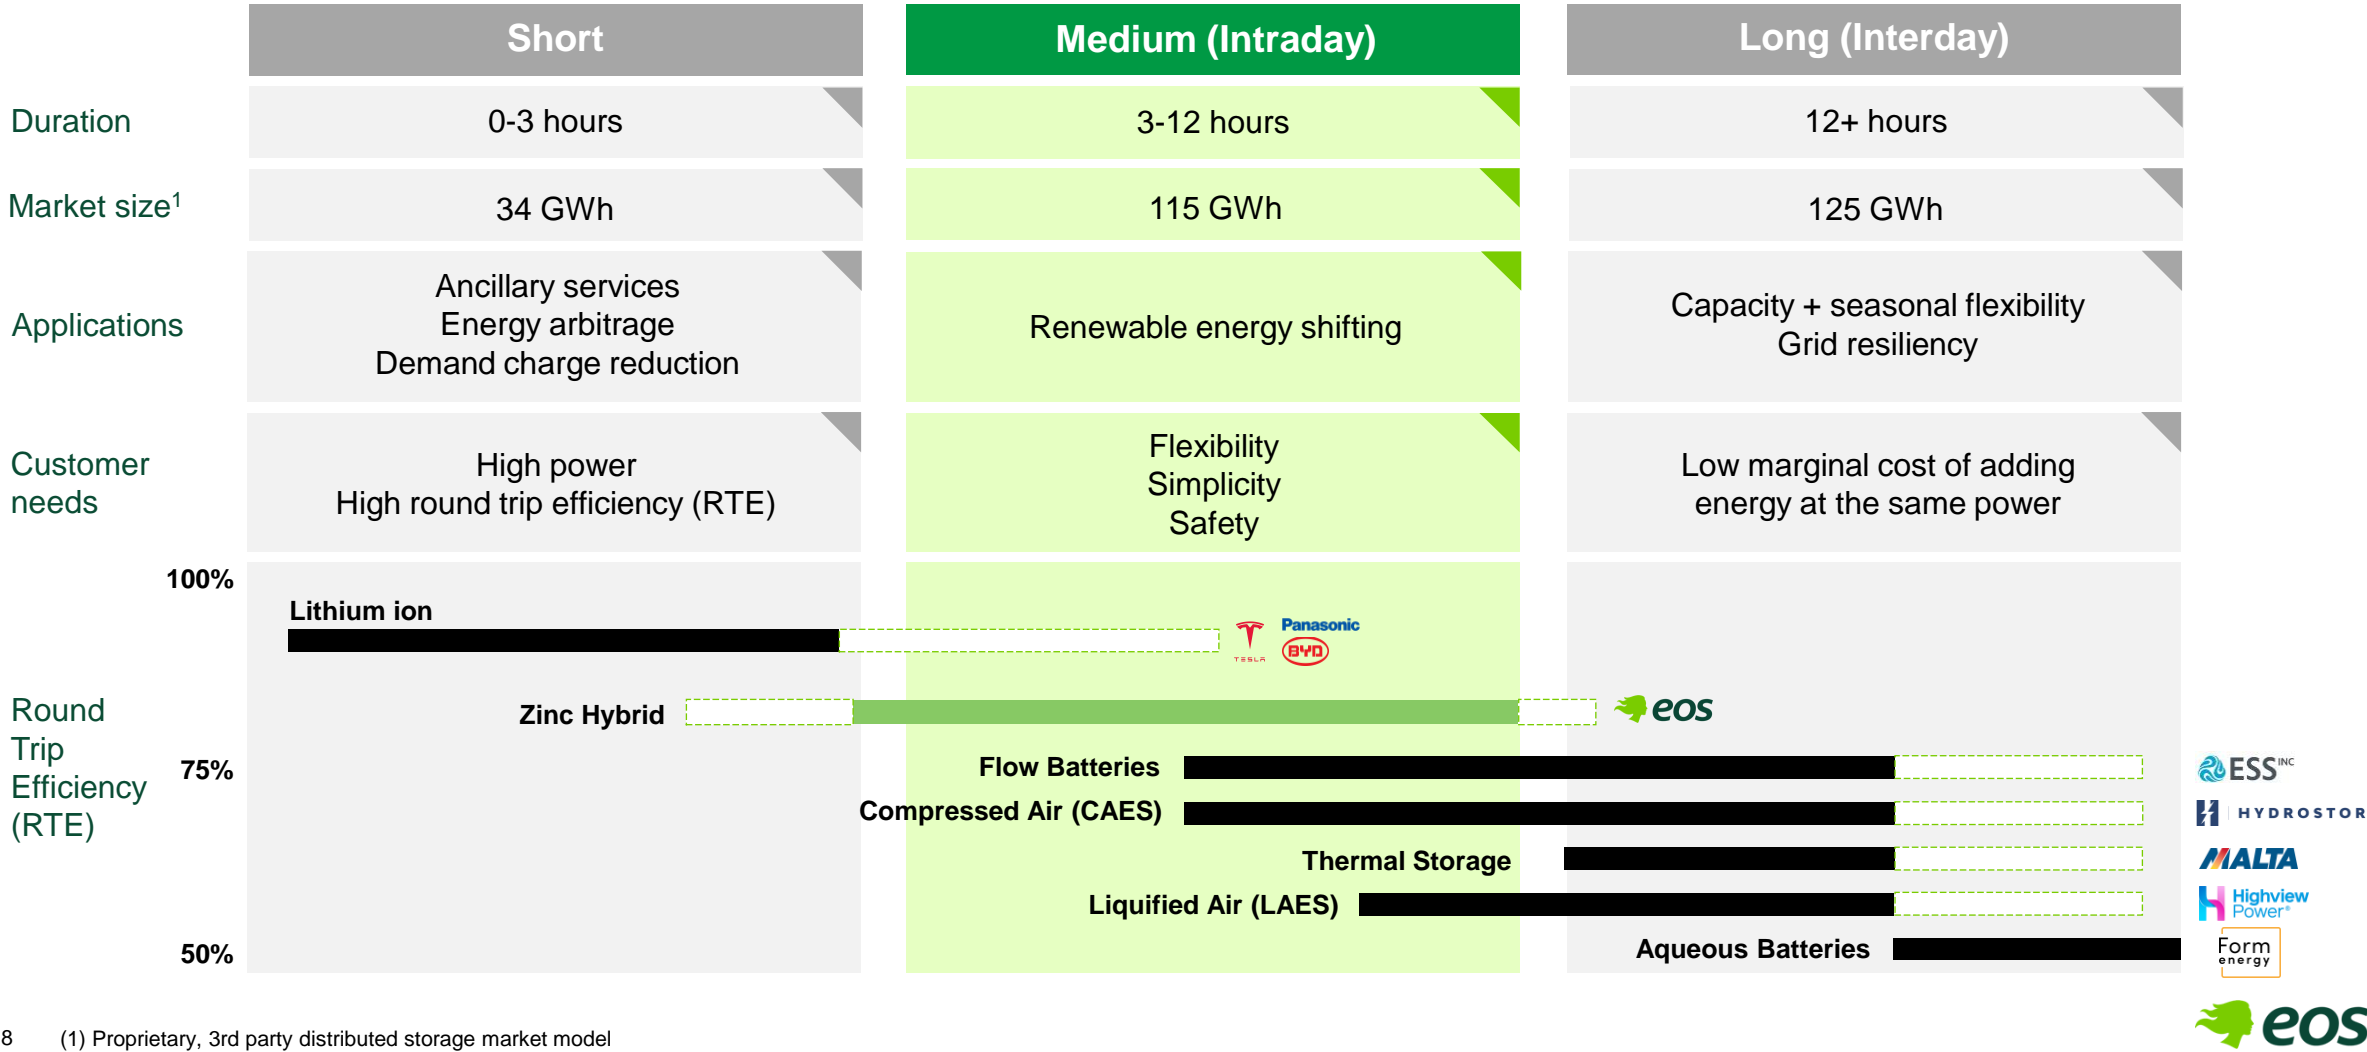 Short
Medium (Intraday)
Long (Interday)
Duration
0-3 hours
3-12 hours
12+ hours
Market size1
34 GWh
115 GWh
125 GWh
Applications
Ancillary services
Energy arbitrage
Demand charge reduction
Renewable energy shifting
Capacity + seasonal flexibility
Grid resiliency
Customer
needs
High power
High round trip efficiency (RTE)
Flexibility
Simplicity
Safety
Low marginal cost of adding
energy at the same power
Round
Trip
Efficiency
(RTE)
100%
75%
50%
Lithium ion
TESLA
Panasonic
BYD
Zinc Hybrid
eos
Flow Batteries
ESS INC
Compressed Air (CAES)
HYDROSTOR
Thermal Storage
MALTA
Liquified Air (LAES)
Highview
Power®
Aqueous Batteries
Form
energy
8
(1) Proprietary, 3rd party distributed storage market model
eos